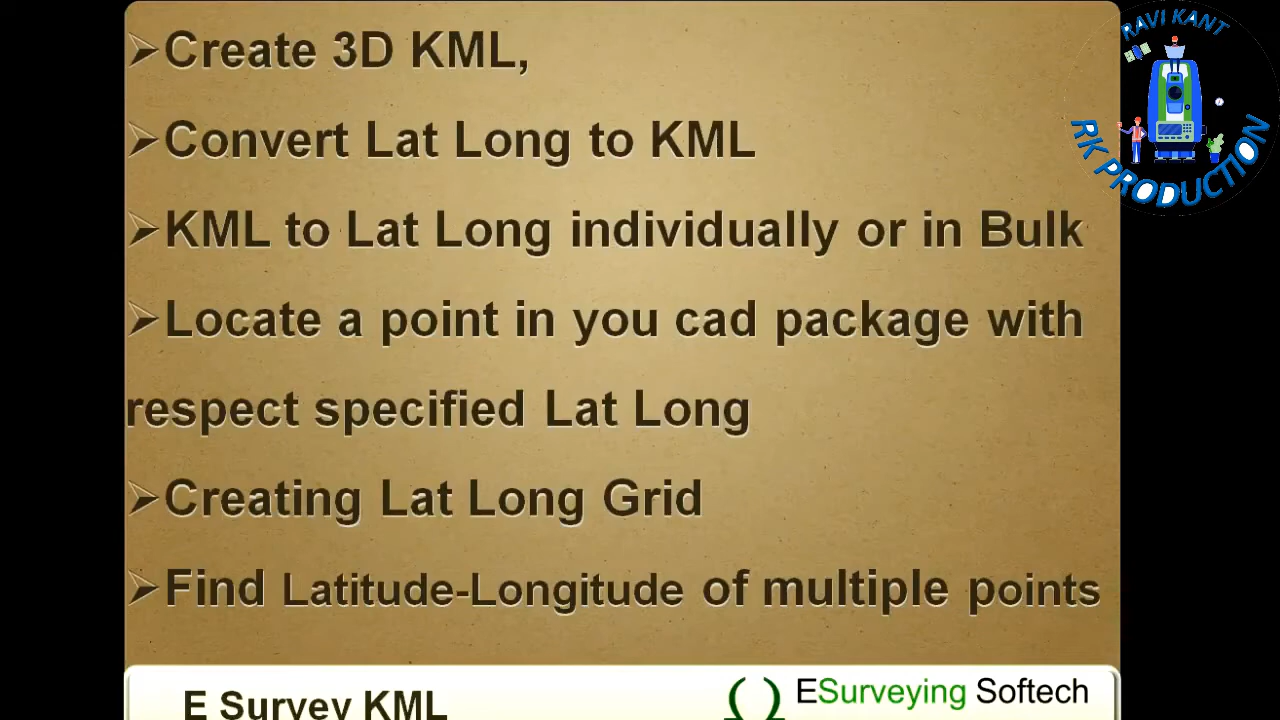 ➢Create 3D KML,
➢Convert Lat Long to KML
➢KML to Lat Long individually or in Bulk
➢Locate a point in you cad package with
respect specified Lat Long
➢Creating Lat Long Grid
➢Find Latitude-Longitude of multiple points
E Survey KML
ESurveying Softech
RAVI KANT
RK PRODUCTION